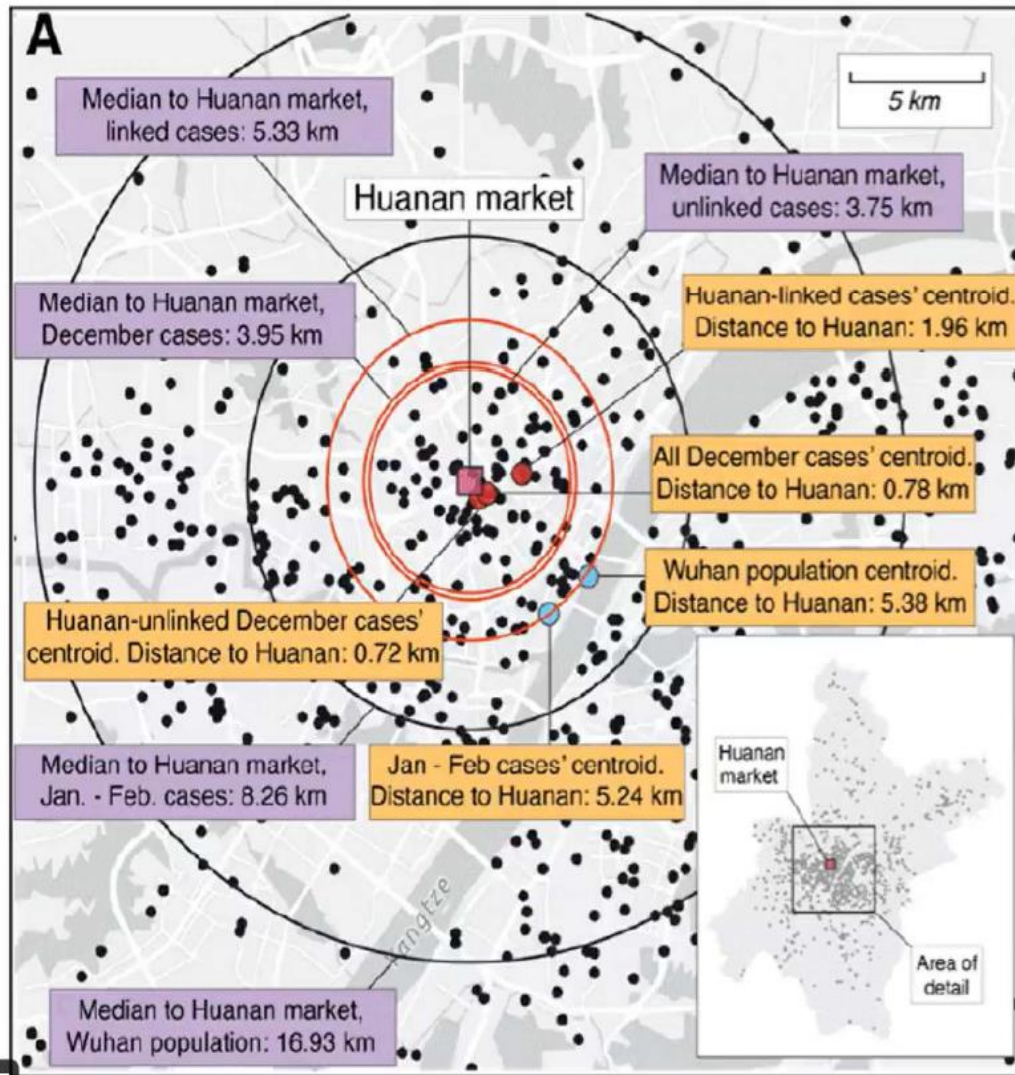 A
Median to Huanan market,
linked cases: 5.33 km
5 km
Huanan market
Median to Huanan market,
unlinked cases: 3.75 km
Median to Huanan market,
December cases: 3.95 km
Huanan-linked cases' centroid.
Distance to Huanan: 1.96 km
All December cases' centroid.
Distance to Huanan: 0.78 km
Wuhan population centroid.
Distance to Huanan: 5.38 km
Huanan-unlinked December cases'
centroid. Distance to Huanan: 0.72 km
Median to Huanan market,
Jan. - Feb. cases: 8.26 km
Jan - Feb cases' centroid.
Distance to Huanan: 5.24 km
Huanan
market
Yangtze
Area of
detail
Median to Huanan market,
Wuhan population: 16.93 km